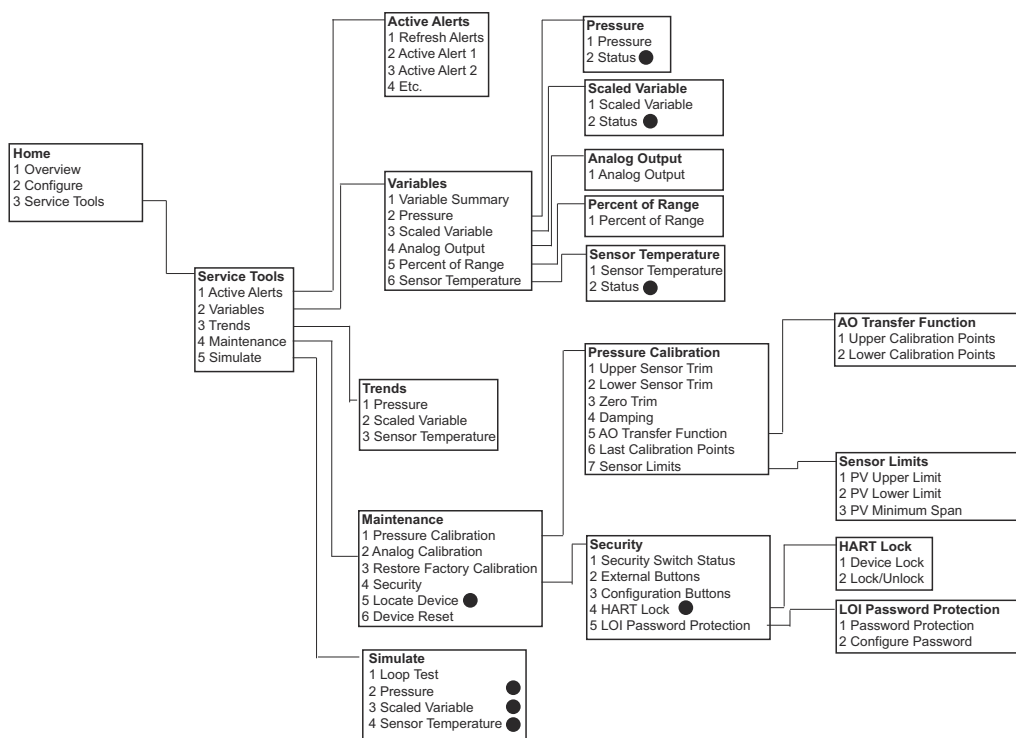 Active Alerts
1 Refresh Alerts
2 Active Alert 1
3 Active Alert 2
4 Etc.
Pressure
1 Pressure
2 Status
Scaled Variable
1 Scaled Variable
2 Status
Home
1 Overview
2 Configure
3 Service Tools
Variables
1 Variable Summary
2 Pressure
3 Scaled Variable
4 Analog Output
5 Percent of Range
6 Sensor Temperature
Analog Output
1 Analog Output
Percent of Range
1 Percent of Range
Sensor Temperature
1 Sensor Temperature
2 Status
Service Tools
1 Active Alerts
2 Variables
3 Trends
4 Maintenance
5 Simulate
Trends
1 Pressure
2 Scaled Variable
3 Sensor Temperature
Pressure Calibration
1 Upper Sensor Trim
2 Lower Sensor Trim
3 Zero Trim
4 Damping
5 AO Transfer Function
6 Last Calibration Points
7 Sensor Limits
AO Transfer Function
1 Upper Calibration Points
2 Lower Calibration Points
Sensor Limits
1 PV Upper Limit
2 PV Lower Limit
3 PV Minimum Span
Maintenance
1 Pressure Calibration
2 Analog Calibration
3 Restore Factory Calibration
4 Security
5 Locate Device
6 Device Reset
Security
1 Security Switch Status
2 External Buttons
3 Configuration Buttons
4 HART Lock
5 LOI Password Protection
HART Lock
1 Device Lock
2 Lock/Unlock
LOI Password Protection
1 Password Protection
2 Configure Password
Simulate
1 Loop Test
2 Pressure
3 Scaled Variable
4 Sensor Temperature